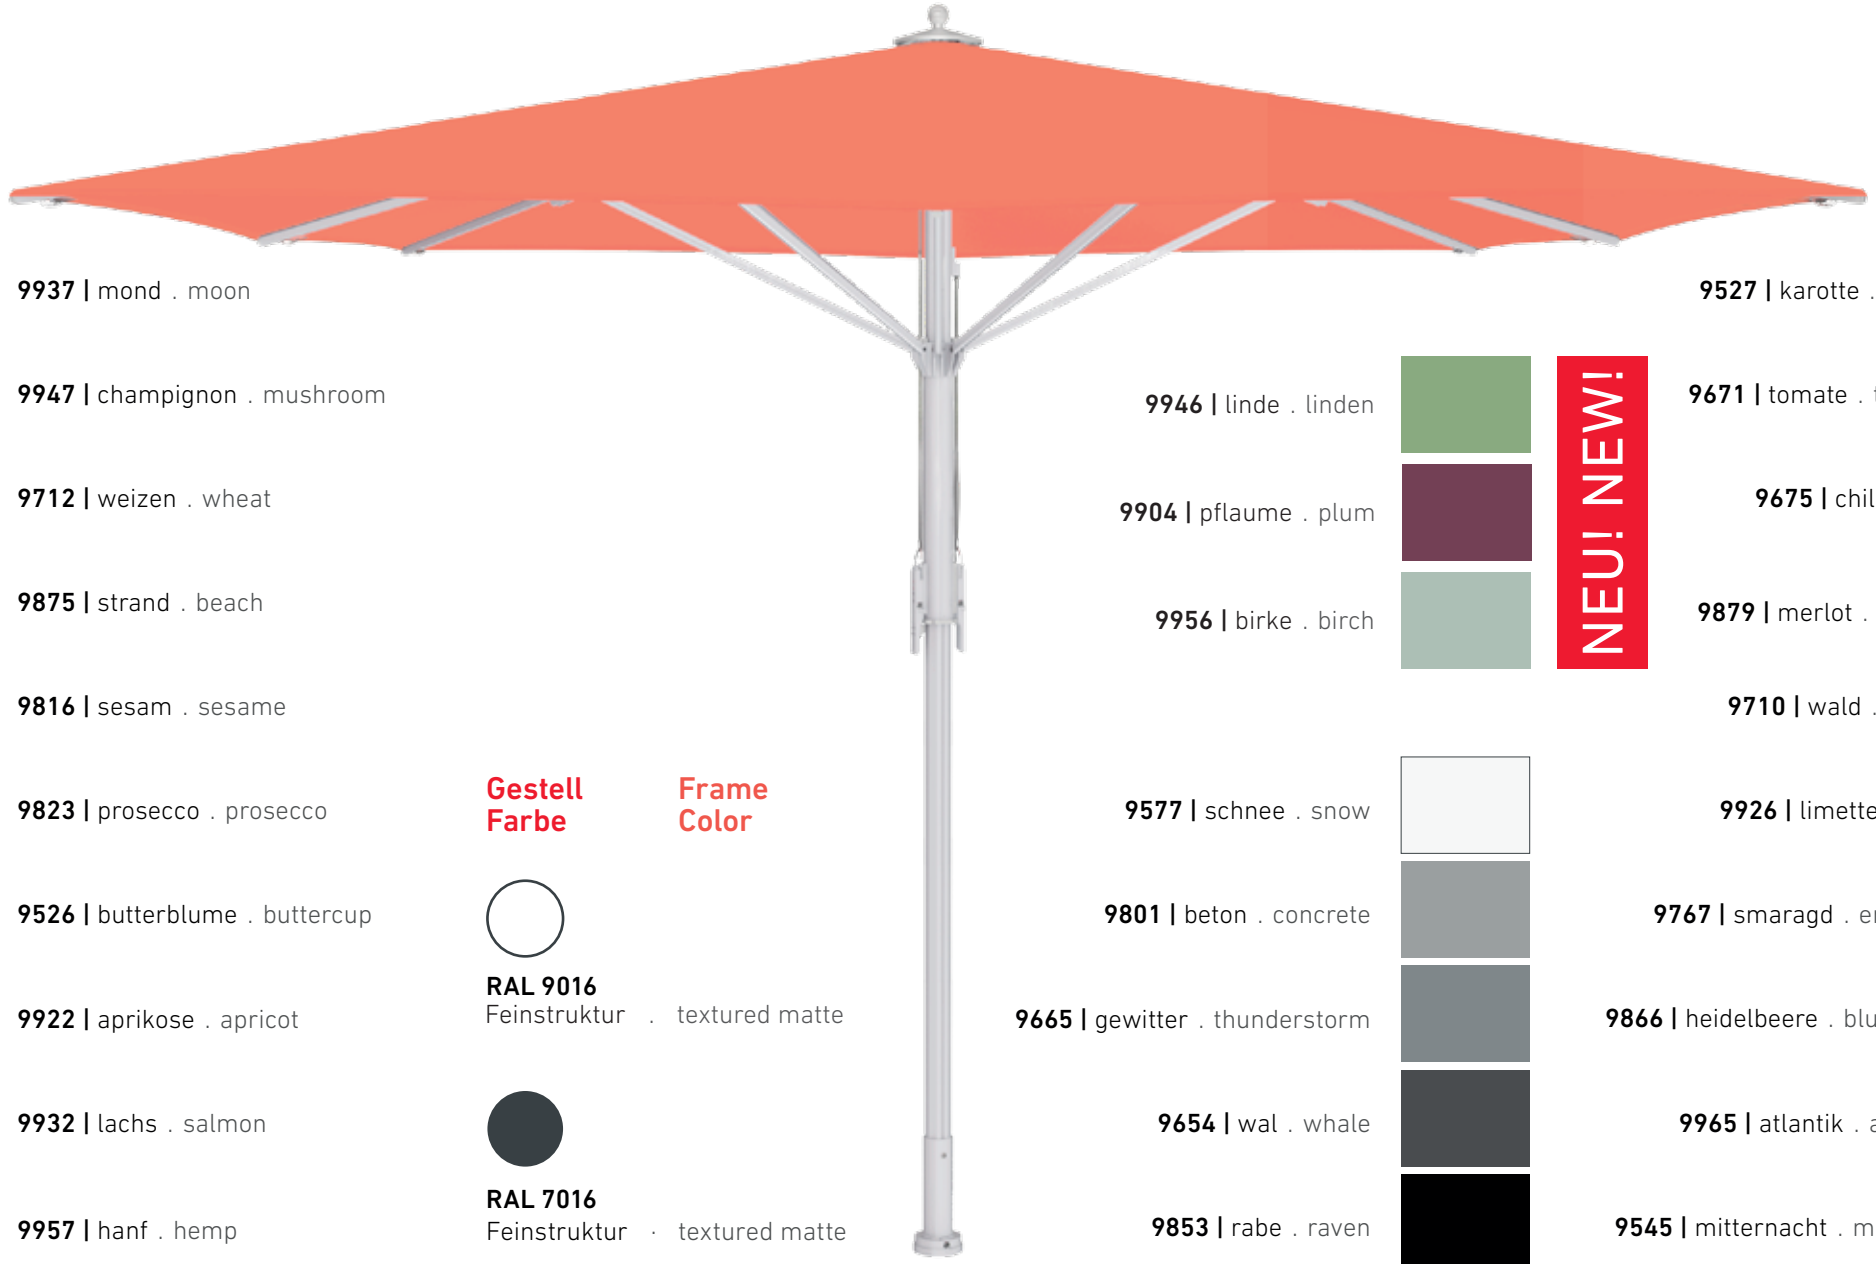 9937 | mond . moon
9947 | champignon . mushroom
9712 | weizen . wheat
9875 | strand . beach
9816 | sesam . sesame
9823 | prosecco . prosecco
9526 | butterblume . buttercup
9922 | aprikose . apricot
9932 | lachs . salmon
9957 | hanf . hemp
Gestell
Farbe
Frame
Color
RAL 9016
Feinstruktur . textured matte
RAL 7016
Feinstruktur · textured matte
9946 | linde . linden
9904 | pflaume . plum
9956 | birke . birch
NEU! NEW!
9577 | schnee . snow
9801 | beton . concrete
9665 | gewitter . thunderstorm
9654 | wal . whale
9853 | rabe . raven
9527 | karotte .
9671 | tomate .
9675 |
9879 | merlot .
9710 | wald .
9926 | limette
9767 | smaragd .
9866 | heidelbeere .
9965 | atlantik .
9545 | mitternacht .